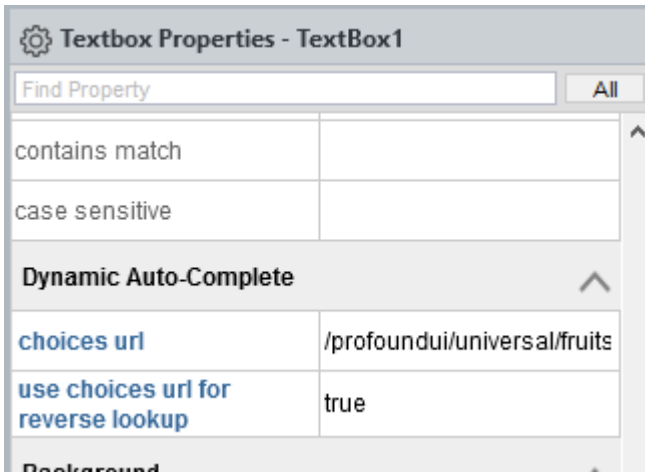 Textbox Properties - TextBox1
Find Property All
contains match
case sensitive
Dynamic Auto-Complete
choices url /profoundui/universal/fruits
use choices url for
reverse lookup true
Background